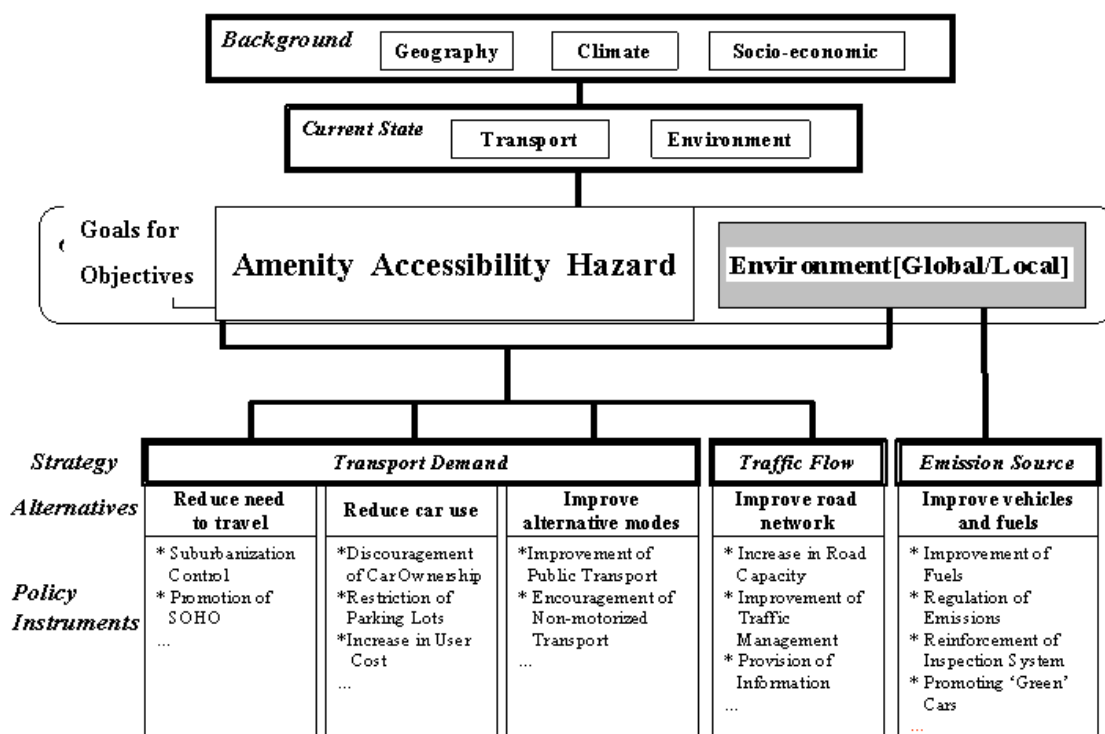 Background
Geography
Climate
Socio-economic
Current State
Transport
Environment
Goals for
Objectives
Amenity Accessibility Hazard
Environment[Global/Local]
Strategy
Transport Demand
Traffic Flow
Emission Source
Alternatives
Reduce need
to travel
Reduce car use
Improve
alternative modes
Improve road
network
Improve vehicles
and fuels
Policy
Instruments
* Suburbanization
Control
* Promotion of
SOHO
...
*Discouragement
of Car Ownership
*Restriction of
Parking Lots
*Increase in User
Cost
...
*Improvement of
Public Transport
* Encouragement of
Non-motorized
Transport
...
* Increase in Road
Capacity
* Improvement of
Traffic
Management
* Provision of
Information
...
* Improvement of
Fuels
* Regulation of
Emissions
* Reinforcement of
Inspection System
* Promoting ‘Green’
Cars
...